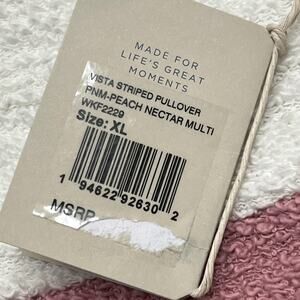 MADE FOR
LIFE'S GREAT
MOMENTS
VISTA STRIPED PULLOVER
PNM-PEACH NECTAR MULTI
WKF2229
Size: XL
1 94622 92630 2
MSRP